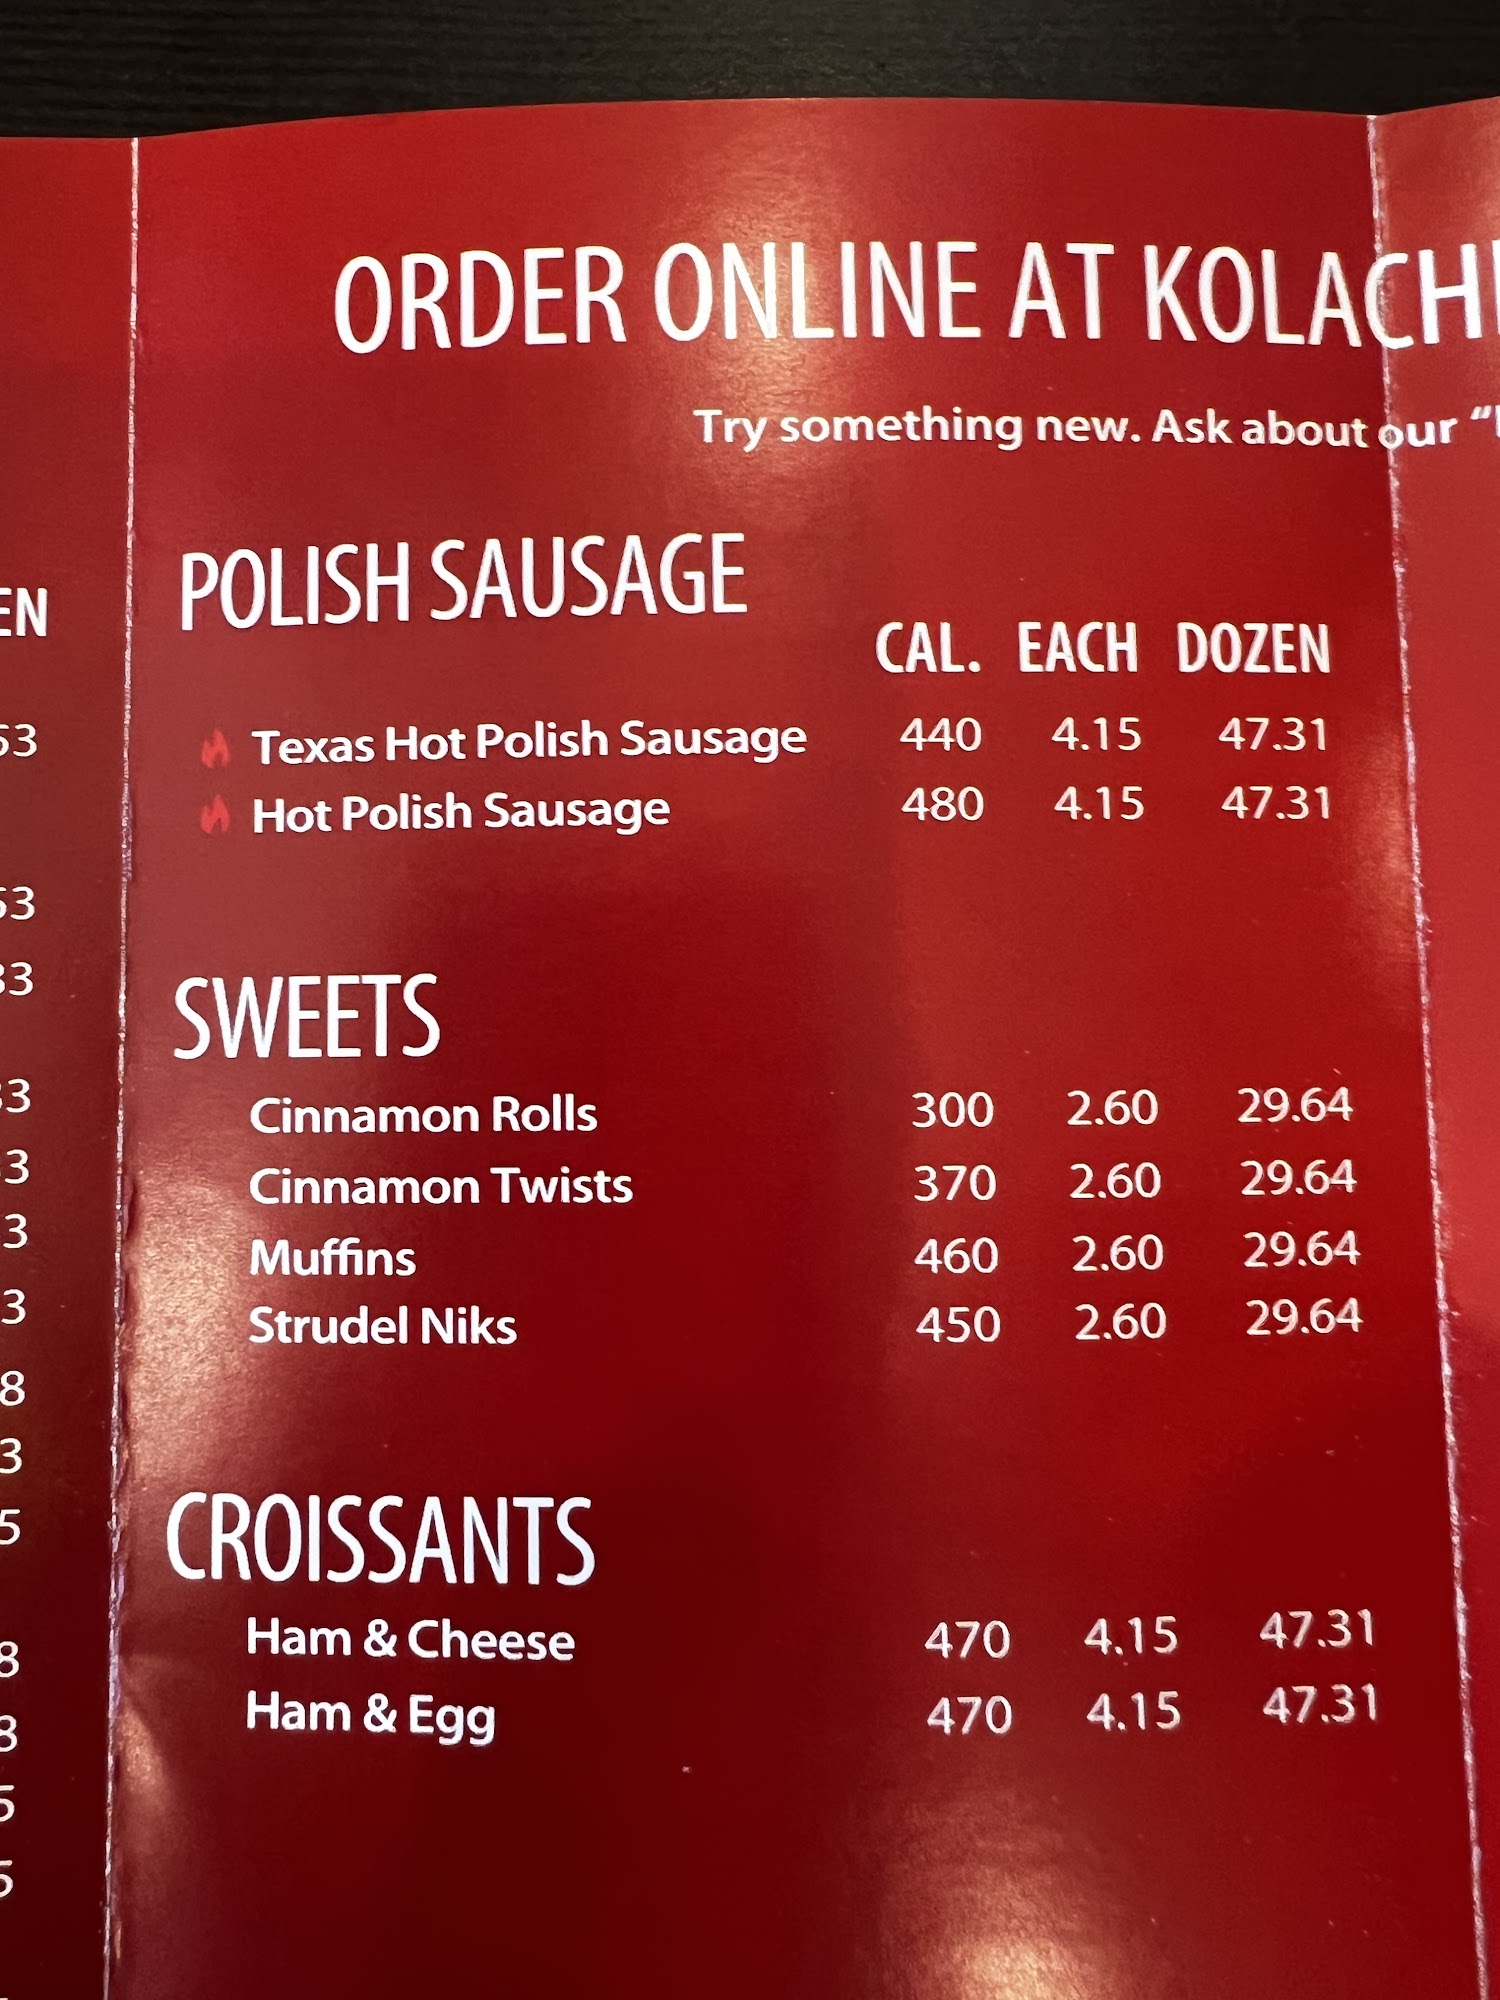 ORDER ONLINE AT KOLACH
Try something new. Ask about our "
POLISH SAUSAGE
CAL. EACH DOZEN
Texas Hot Polish Sausage 440 4.15 47.31
Hot Polish Sausage 480 4.15 47.31
SWEETS
Cinnamon Rolls 300 2.60 29.64
Cinnamon Twists 370 2.60 29.64
Muffins 460 2.60 29.64
Strudel Niks 450 2.60 29.64
CROISSANTS
Ham & Cheese 470 4.15 47.31
Ham & Egg 470 4.15 47.31